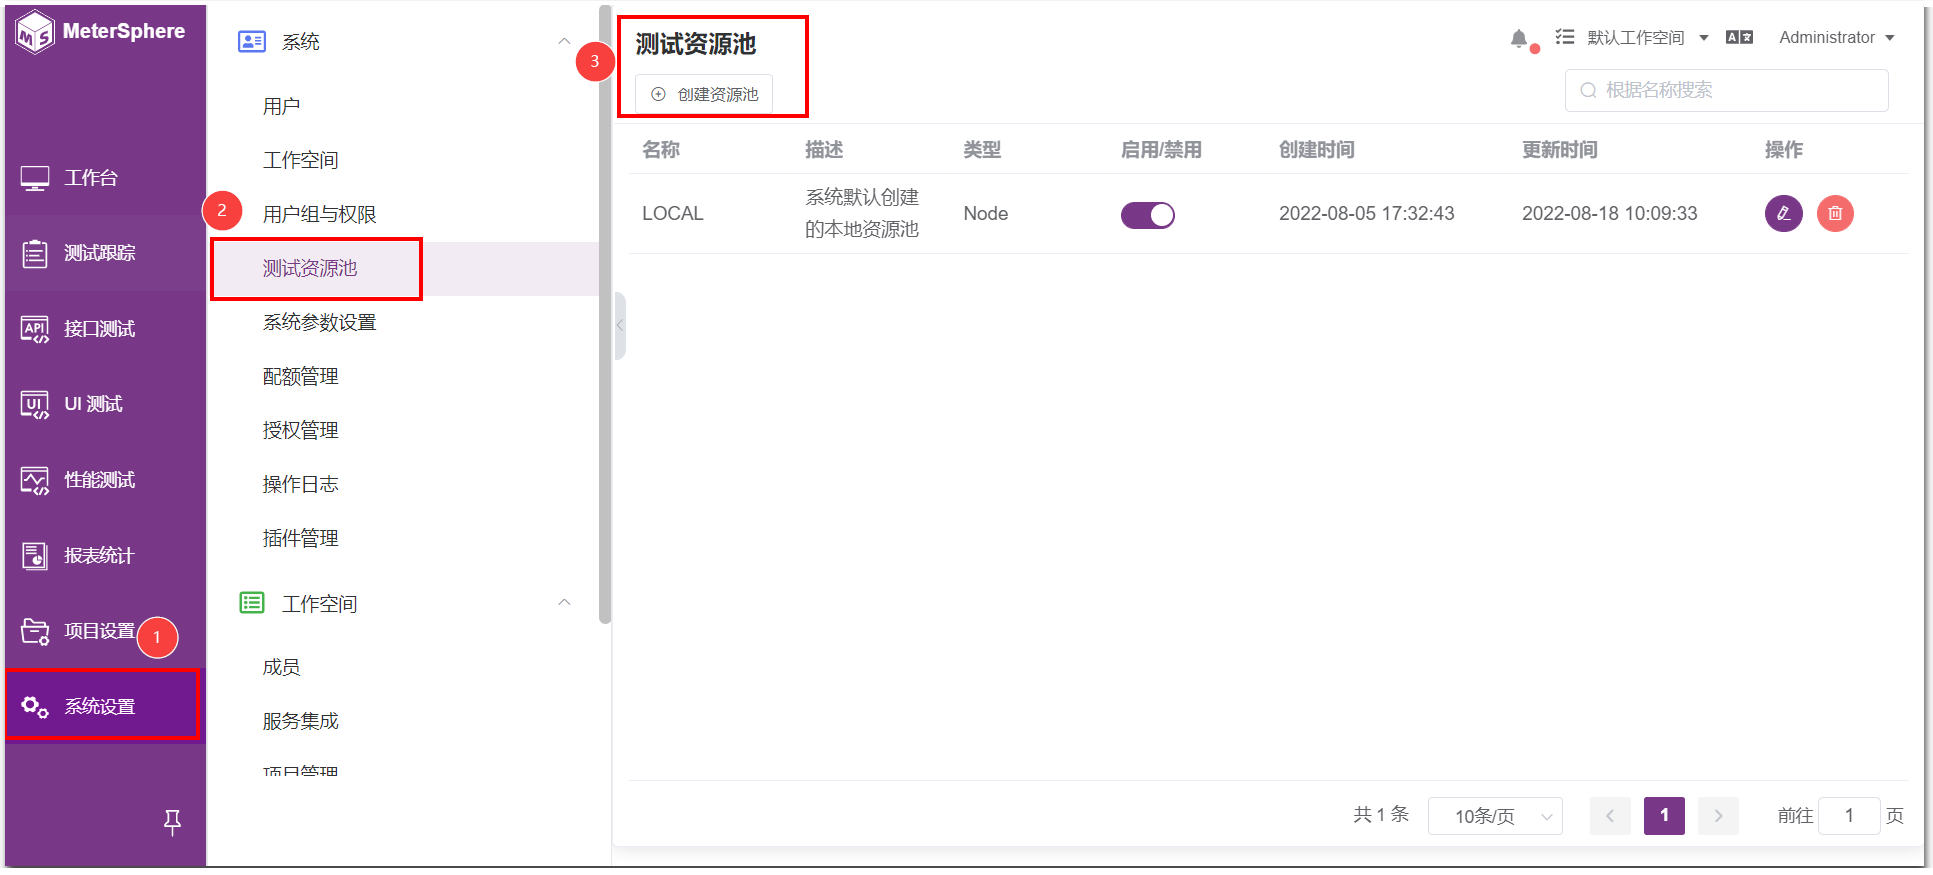 MeterSphere
工作台
测试跟踪
API 接口测试
UI UI 测试
性能测试
报表统计
项目设置
1
系统设置
系统
用户
工作空间
2
用户组与权限
测试资源池
系统参数设置
配额管理
授权管理
操作日志
插件管理
工作空间
成员
服务集成
项目管理
3
测试资源池
创建资源池
默认工作空间
Administrator
根据名称搜索
名称 描述 类型 启用/禁用 创建时间 更新时间 操作
LOCAL 系统默认创建 Node 2022-08-05 17:32:43 2022-08-18 10:09:33
的本地资源池
共 1 条 10条/页 1 前往 1 页